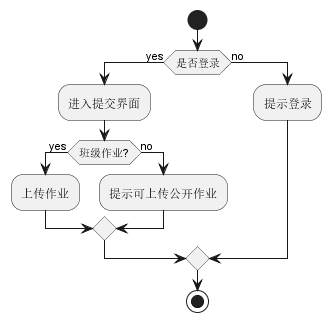 是否登录
yes
no
进入提交界面
提示登录
班级作业?
yes
no
上传作业
提示可上传公开作业